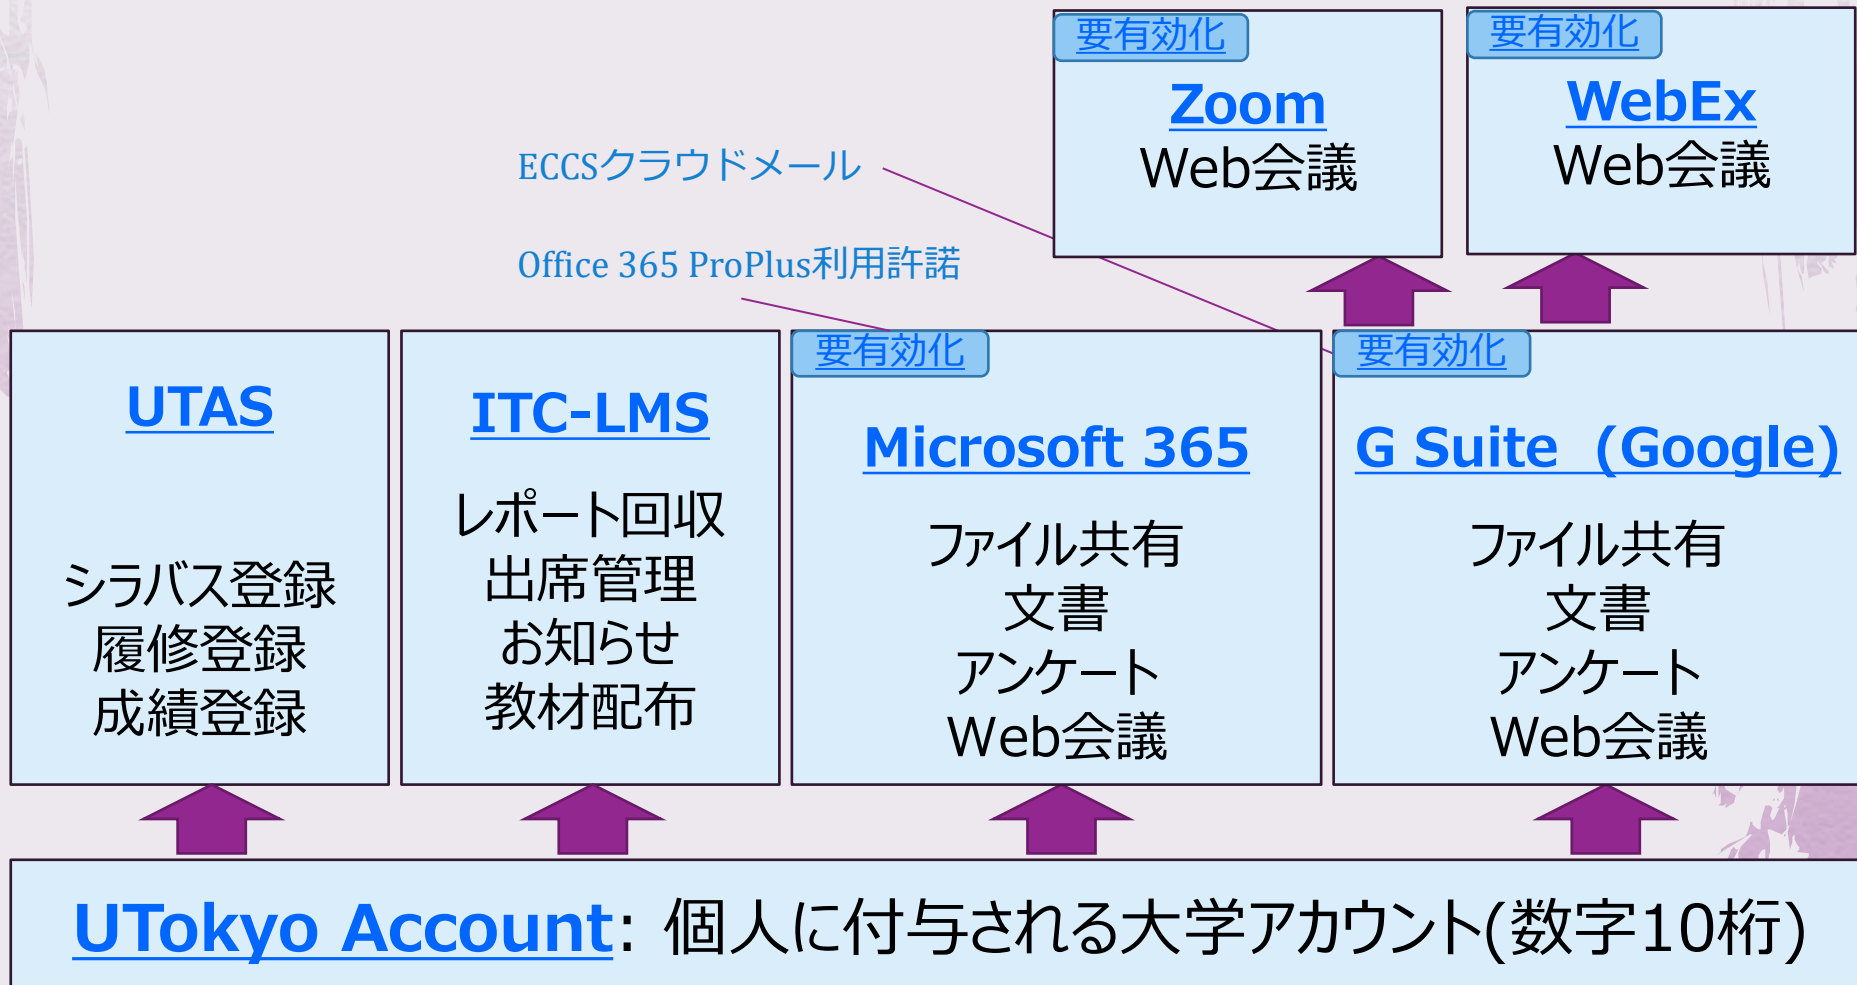 要有効化
Zoom
Web会議
要有効化
WebEx
Web会議
ECCSクラウドメール
Office 365 ProPlus利用許諾
UTAS
シラバス登録
履修登録
成績登録
ITC-LMS
レポート回収
出席管理
お知らせ
教材配布
要有効化
Microsoft 365
ファイル共有
文書
アンケート
Web会議
要有効化
G Suite (Google)
ファイル共有
文書
アンケート
Web会議
UTokyo Account: 個人に付与される大学アカウント(数字10桁)